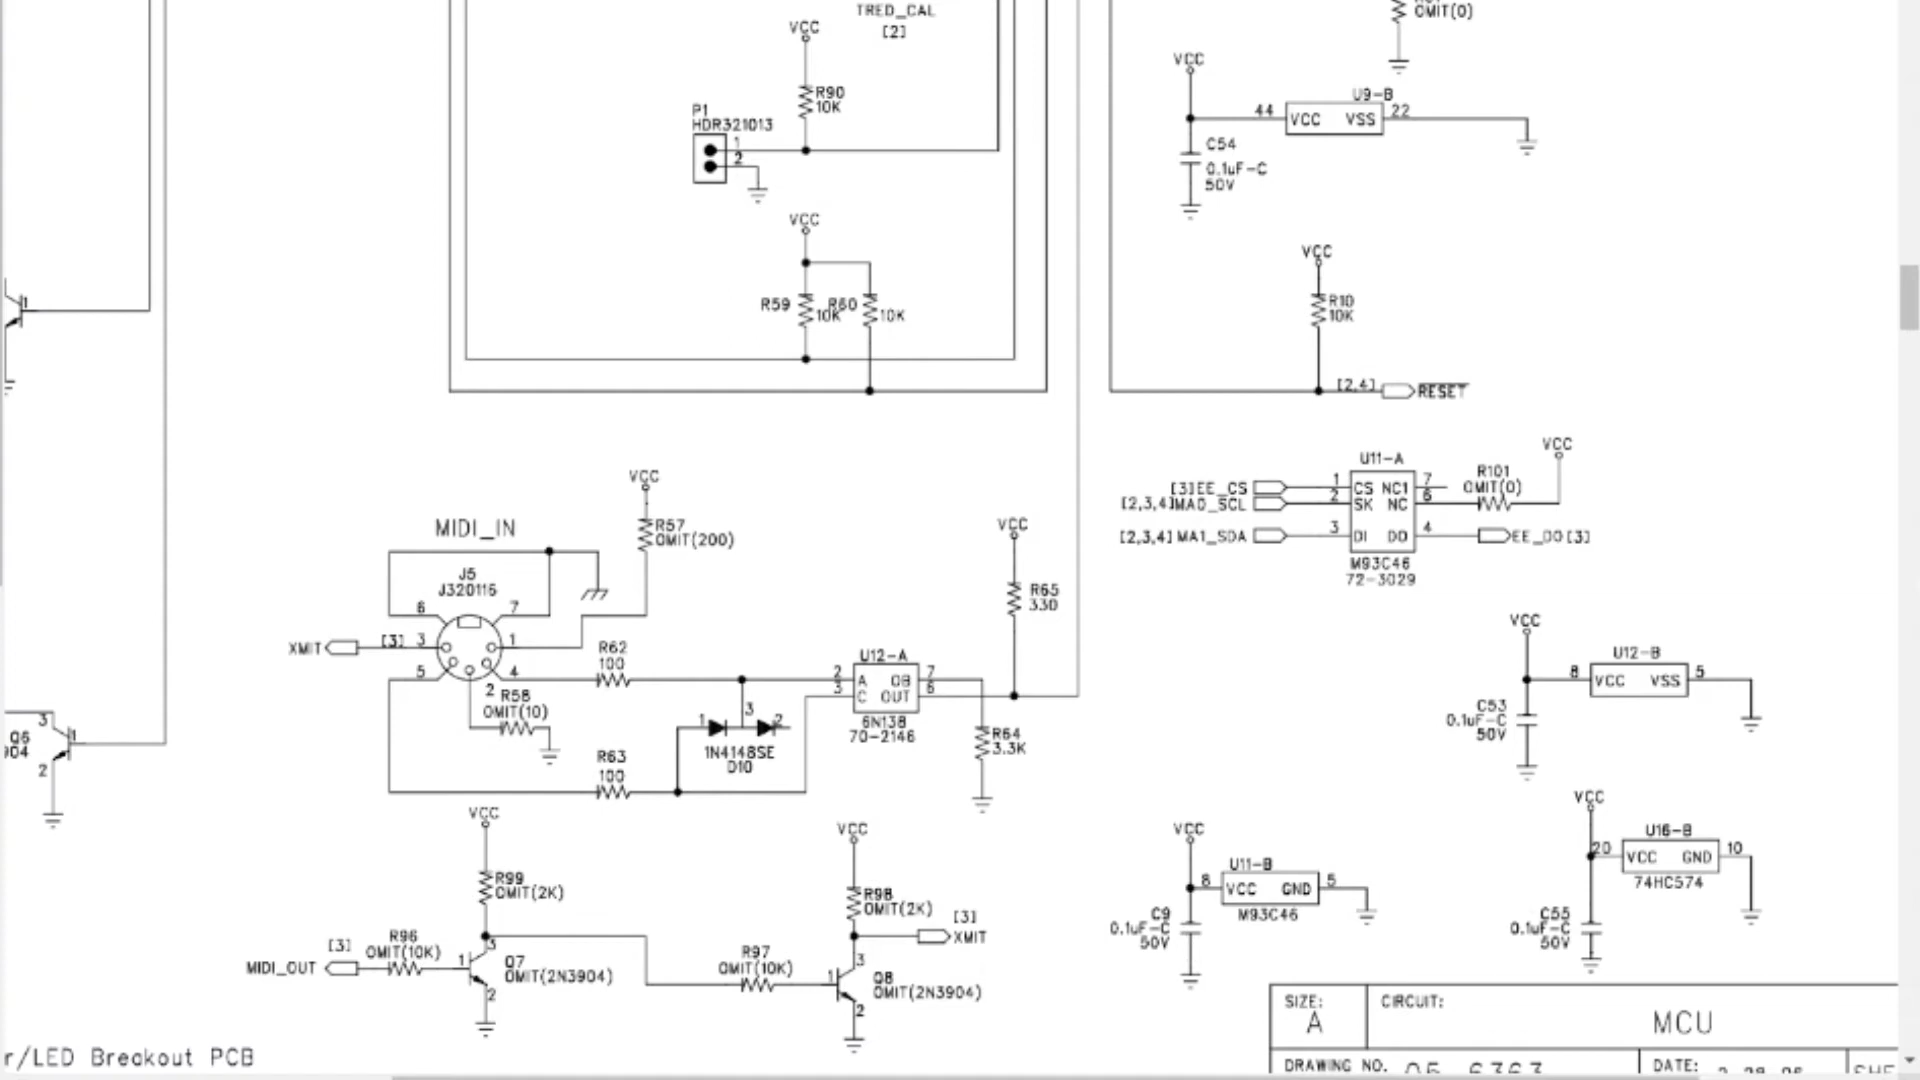 TRED_CAL
[2]
VCC
OMIT(0)
VCC
R90
10K
P1
HDR321013
1
2
U9-B
44
VCC VSS
22
C54
0.1uF-C
50V
VCC
VCC
R59
10K
R60
10K
R10
10K
[2,4]
RESET
1
VCC
U11-A
[3]EE_CS
1
CS NC1
7
R101
OMIT(0)
[2,3,4]MA0_SCL
2
SK NC
6
[2,3,4] MA1_SDA
3
DI DO
4
EE_DO[3]
M93C46
72-3029
MIDI_IN
VCC
R57
OMIT(200)
VCC
R65
330
J5
J320115
6
7
XMIT
[3]
3
1
5
4
2
R62
100
R58
OMIT(10)
U12-A
2
A OB
7
3
C OUT
6
6N138
70-2146
1
3
2
1N4148SE
D10
R64
3.3K
R63
100
VCC
U12-B
8
VCC VSS
5
C53
0.1uF-C
50V
3
Q6
904
1
2
VCC
R99
OMIT(2K)
VCC
R98
OMIT(2K)
[3]
XMIT
[3]
MIDI_OUT
R96
OMIT(10K)
1
3
Q7
OMIT(2N3904)
2
R97
OMIT(10K)
1
3
Q8
OMIT(2N3904)
2
VCC
U11-B
8
VCC GND
5
M93C46
C9
0.1uF-C
50V
VCC
U16-B
20
VCC GND
10
74HC574
C55
0.1uF-C
50V
r/LED Breakout PCB
SIZE:
A
CIRCUIT:
MCU
DRAWING NO.
DATE: